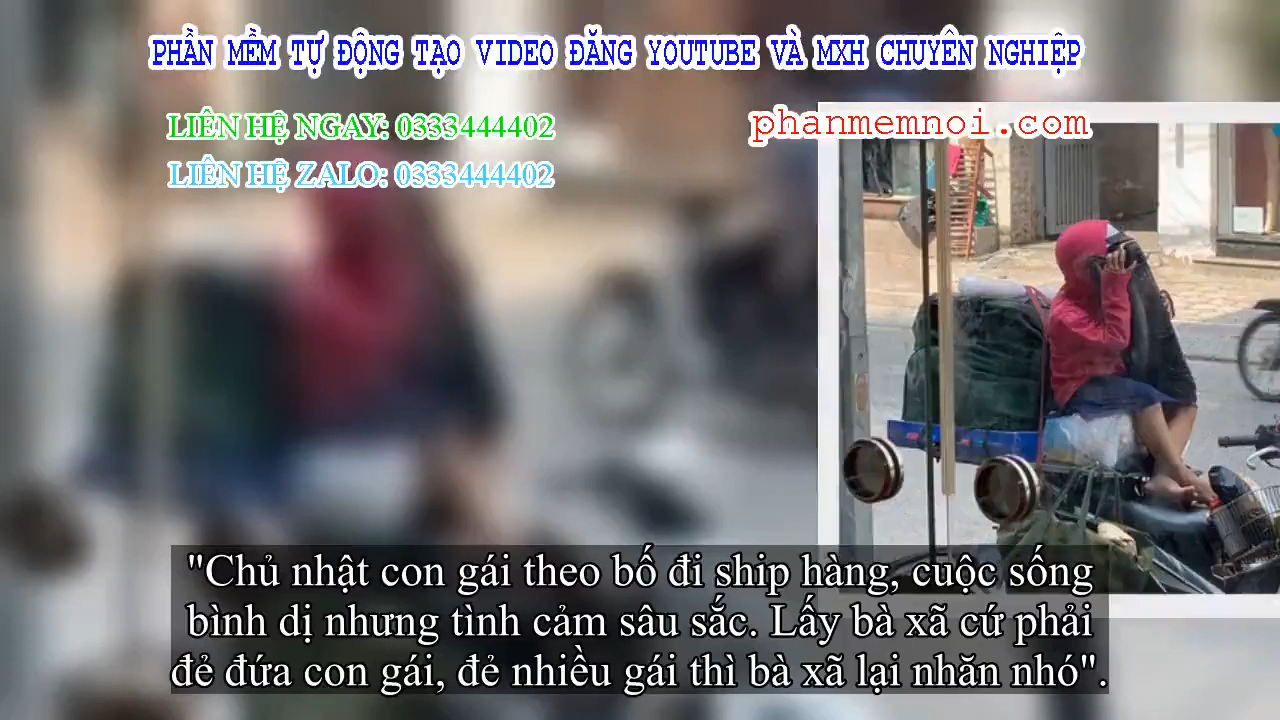 PHẦN MỀM TỰ ĐỘNG TẠO VIDEO ĐĂNG YOUTUBE VÀ MXH CHUYÊN NGHIỆP
LIÊN HỆ NGAY: 0333444402
phanmemnoi.com
LIÊN HỆ ZALO: 0333444402
"Chủ nhật con gái theo bố đi ship hàng, cuộc sống
bình dị nhưng tình cảm sâu sắc. Lấy bà xã cứ phải
đẻ đứa con gái, đẻ nhiều gái thì bà xã lại nhăn nhó".